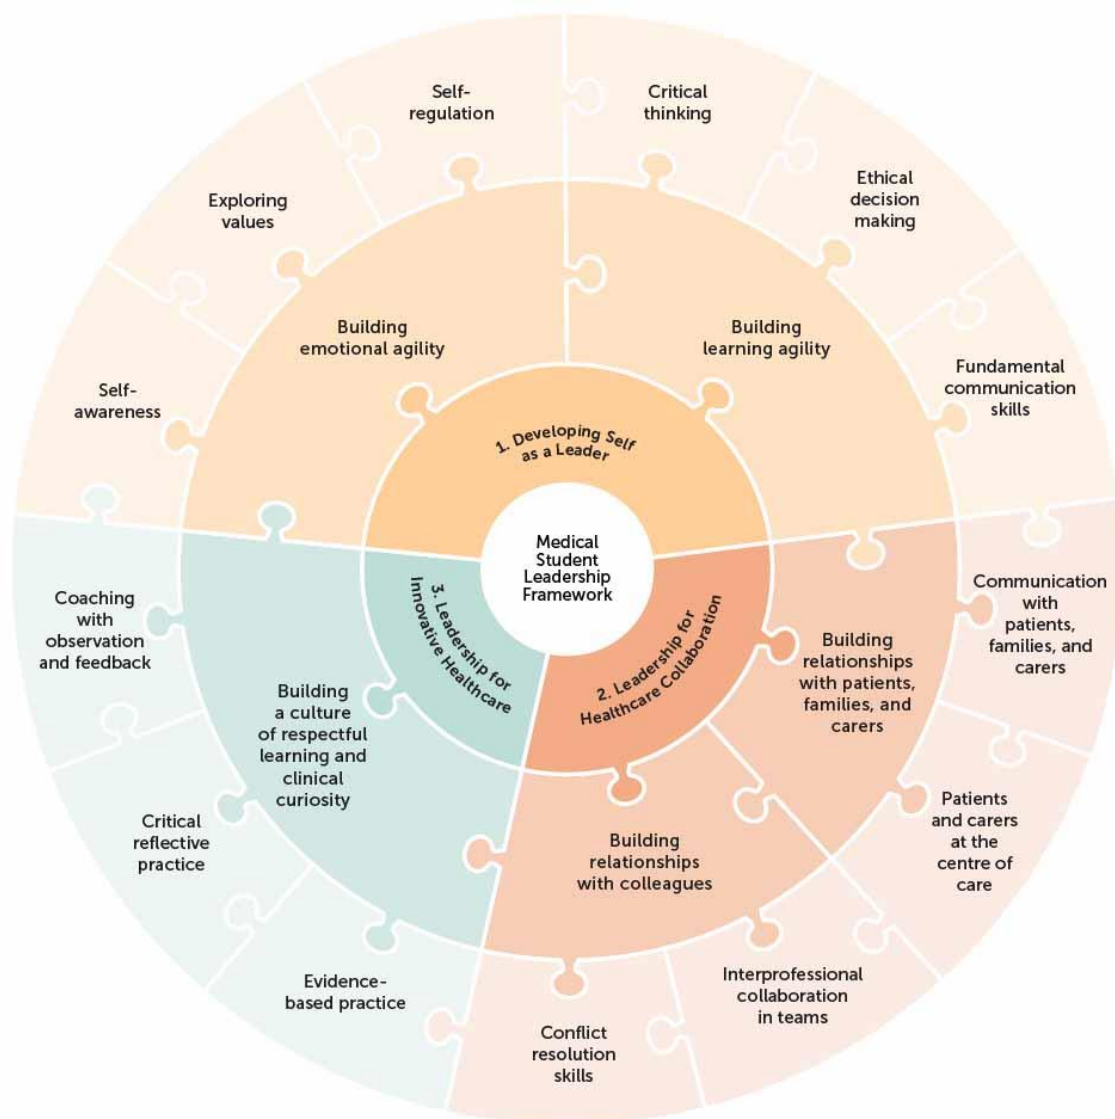 Self-
regulation
Critical
thinking
Exploring
values
Ethical
decision
making
Building
emotional agility
Building
learning agility
Self-
awareness
Fundamental
communication
skills
1. Developing Self
as a Leader
Medical
Student
Leadership
Framework
3. Leadership for
Innovative Healthcare
2. Leadership for
Healthcare Collaboration
Coaching
with
observation
and feedback
Communication
with
patients,
families, and
carers
Building
relationships
with patients,
families, and
carers
Building
a culture
of respectful
learning and
clinical
curiosity
Critical
reflective
practice
Patients
and carers
at the
centre of
care
Building
relationships
with colleagues
Evidence-
based practice
Interprofessional
collaboration
in teams
Conflict
resolution
skills